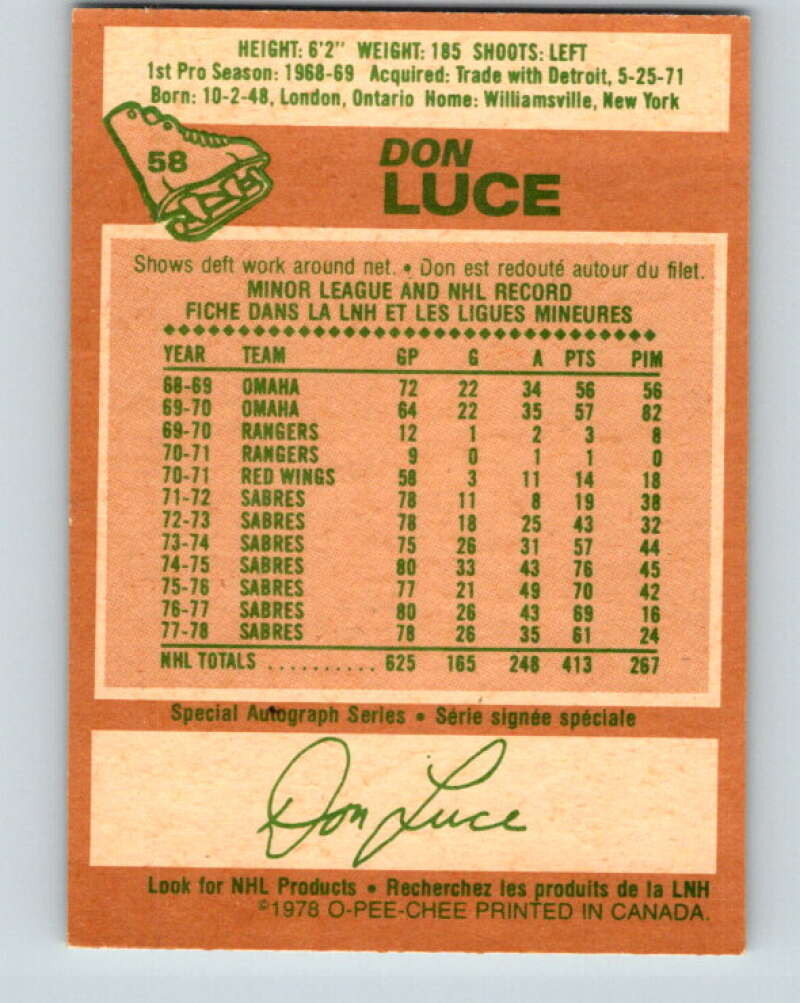 HEIGHT: 6'2" WEIGHT: 185 SHOOTS: LEFT
1st Pro Season: 1968-69 Acquired: Trade with Detroit, 5-25-71
Born: 10-2-48, London, Ontario Home: Williamsville, New York
58
DON
LUCE
Shows deft work around net. • Don est redouté autour du filet.
MINOR LEAGUE AND NHL RECORD
FICHE DANS LA LNH ET LES LIGUES MINEURES
YEAR TEAM GP G A PTS PIM
68-69 OMAHA 72 22 34 56 56
69-70 OMAHA 64 22 35 57 82
69-70 RANGERS 12 1 2 3 8
70-71 RANGERS 9 0 1 1 0
70-71 RED WINGS 58 3 11 14 18
71-72 SABRES 78 11 8 19 38
72-73 SABRES 78 18 25 43 32
73-74 SABRES 75 26 31 57 44
74-75 SABRES 80 33 43 76 45
75-76 SABRES 77 21 49 70 42
76-77 SABRES 80 26 43 69 16
77-78 SABRES 78 26 35 61 24
NHL TOTALS .......... 625 165 248 413 267
Special Autograph Series • Série signée spéciale
Don Luce
Look for NHL Products • Recherchez les produits de la LNH
©1978 O-PEE-CHEE PRINTED IN CANADA.